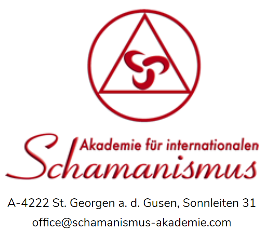 Akademie für internationalen
Schamanismus
A-4222 St. Georgen a. d. Gusen, Sonnleiten 31
office@schamanismus-akademie.com